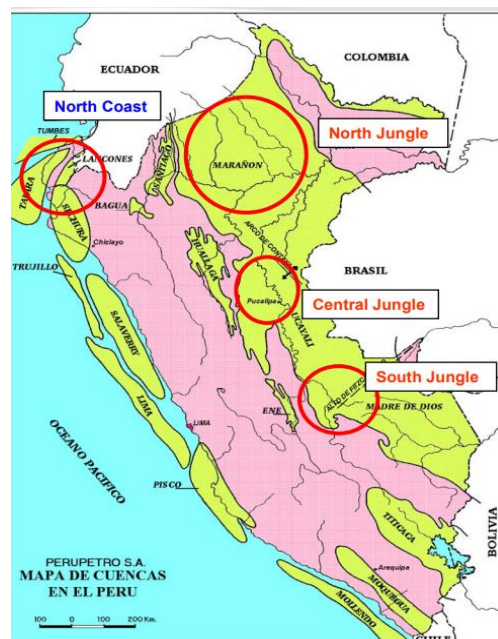 COLOMBIA
ECUADOR
North Coast
North Jungle
TUMBES
LANCONES
SANTIAGO
MARAÑON
TALARA
BAGUA
SECHURA
Chiclayo
HUALLAGA
BRASIL
TRUJILLO
Pucallpa
UCAYALI
Central Jungle
SALAVERRY
South Jungle
ENE
MADRE DE DIOS
LIMA
LIMA
OCEANO PACIFICO
PISCO
TITICACA
BOLIVIA
PERUPETRO S.A.
MAPA DE CUENCAS
EN EL PERU
Arequipa
MOQUEGUA
MOLLENDO
100 0 100 200 Km.
CHILE